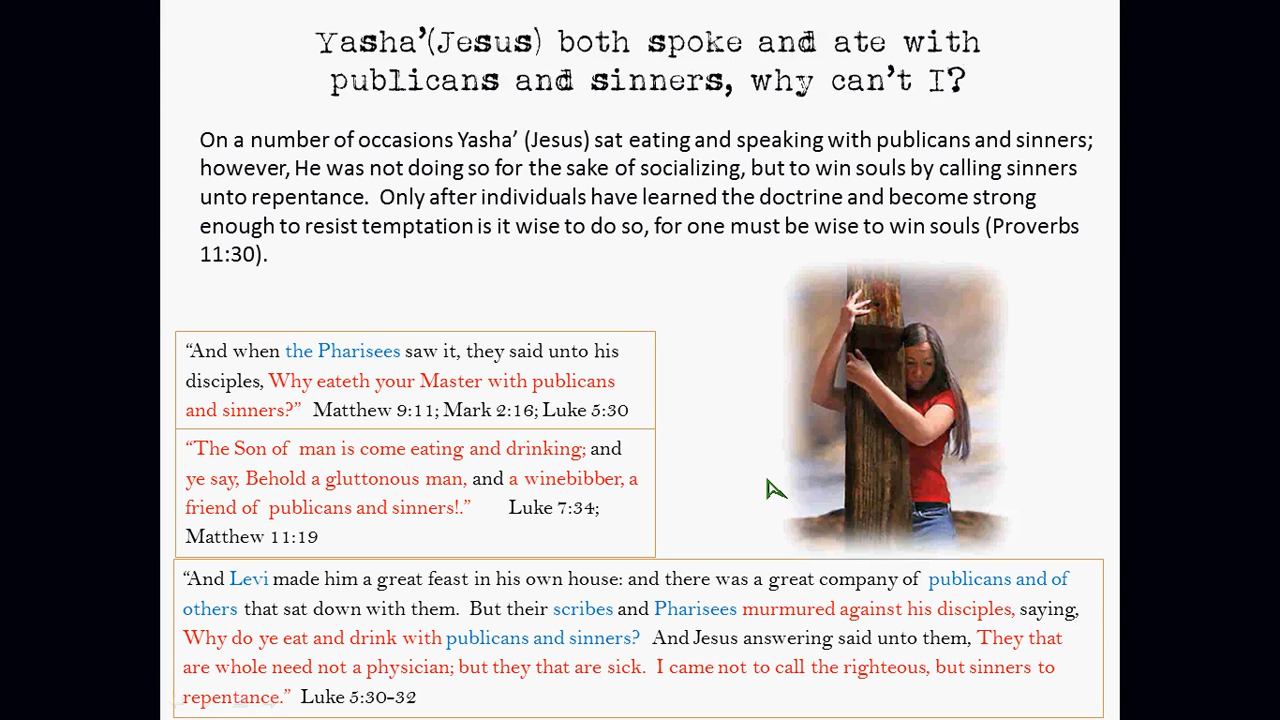 Yasha’(Jesus) both spoke and ate with
publicans and sinners, why can’t I?
On a number of occasions Yasha’ (Jesus) sat eating and speaking with publicans and sinners;
however, He was not doing so for the sake of socializing, but to win souls by calling sinners
unto repentance.  Only after individuals have learned the doctrine and become strong
enough to resist temptation is it wise to do so, for one must be wise to win souls (Proverbs
11:30).
“And when the Pharisees saw it, they said unto his
disciples, Why eateth your Master with publicans
and sinners?”  Matthew 9:11; Mark 2:16; Luke 5:30
“The Son of  man is come eating and drinking; and
ye say, Behold a gluttonous man, and a winebibber, a
friend of  publicans and sinners!.”    Luke 7:34;
Matthew 11:19
“And Levi made him a great feast in his own house: and there was a great company of  publicans and of
others that sat down with them.  But their scribes and Pharisees murmured against his disciples, saying,
Why do ye eat and drink with publicans and sinners?  And Jesus answering said unto them, They that
are whole need not a physician; but they that are sick.  I came not to call the righteous, but sinners to
repentance.”  Luke 5:30-32